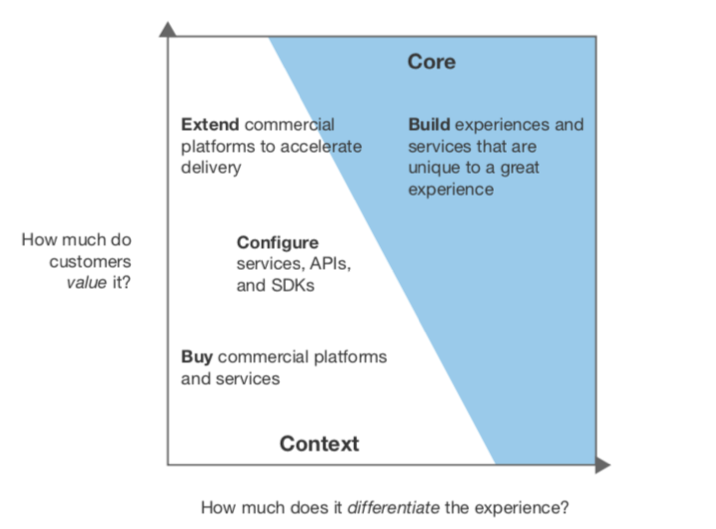 Core
Extend commercial
platforms to accelerate
delivery
Build experiences and
services that are
unique to a great
experience
How much do
customers
value it?
Configure
services, APIs,
and SDKs
Buy commercial platforms
and services
Context
How much does it differentiate the experience?